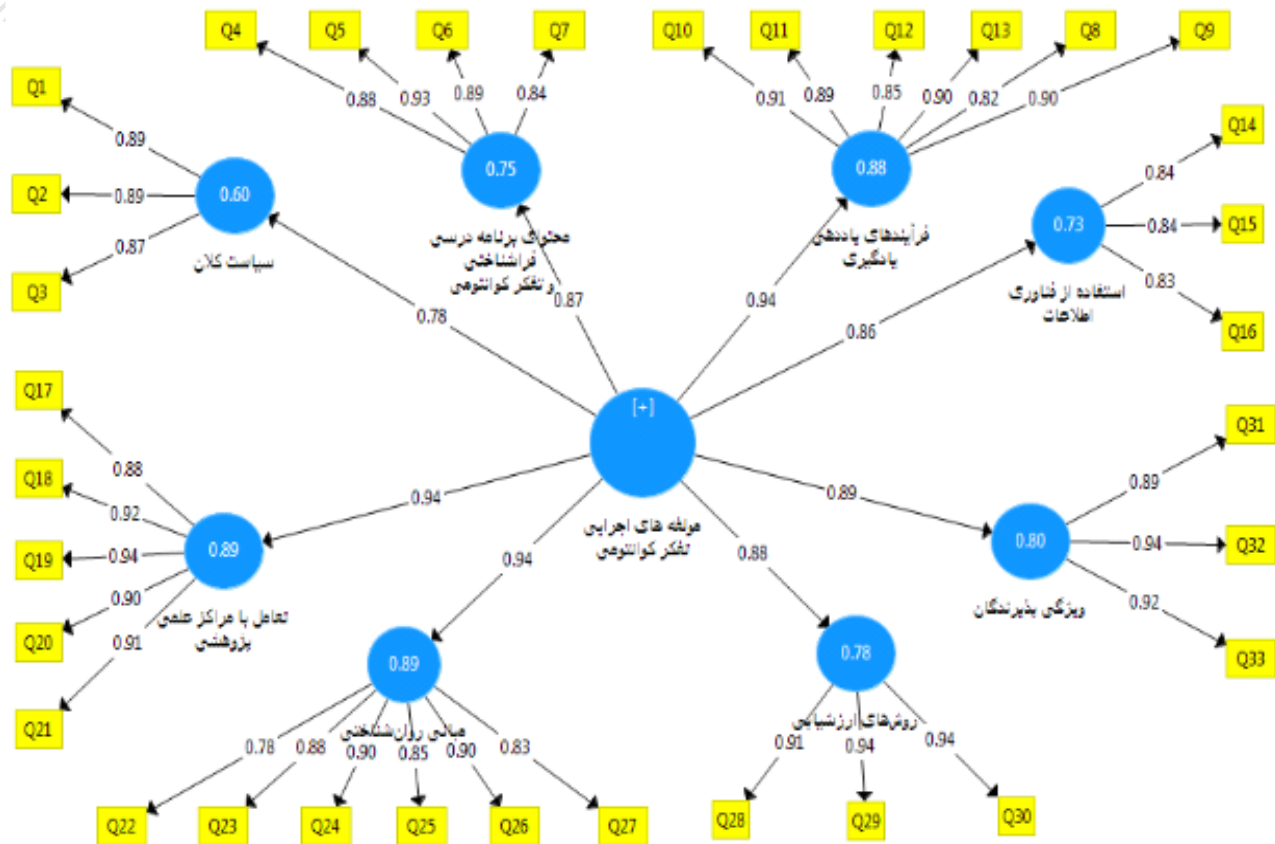 Q4
Q5
Q6
Q7
Q10
Q11
Q12
Q13
Q8
Q9
Q1
Q2
Q3
0.89
0.89
0.87
0.60
سیاست کلان
0.88
0.93
0.89
0.84
0.75
محتوای برنامه درسی
فراشناختی
و تفکر کوانتومی
0.91
0.89
0.85
0.90
0.82
0.90
0.88
فرآیندهای یاددهی
یادگیری
Q14
Q15
Q16
0.84
0.84
0.83
0.73
استفاده از فناوری
اطلاعات
0.78
0.87
0.94
0.86
[+]
مولفه های اجرایی
تفکر کوانتومی
0.94
0.94
0.88
0.89
Q17
Q18
Q19
Q20
Q21
0.88
0.92
0.94
0.90
0.91
0.89
تعامل با مراکز علمی
پژوهشی
0.89
مبانی روان‌شناختی
0.78
0.88
0.90
0.85
0.90
0.83
Q22
Q23
Q24
Q25
Q26
Q27
0.78
روش‌های ارزشیابی
0.91
0.94
0.94
Q28
Q29
Q30
0.80
ویژگی پذیرندگان
0.89
0.94
0.92
Q31
Q32
Q33